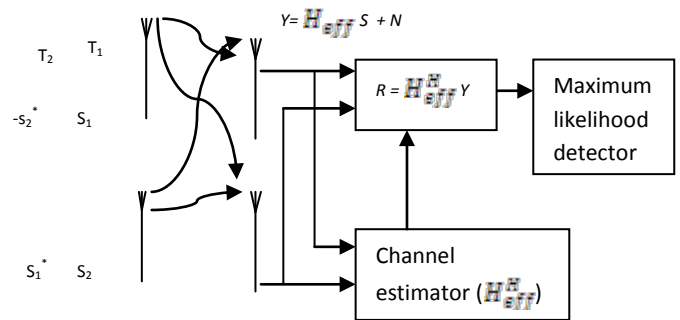 Y= H_eff S + N
T₂ T₁
-s₂* S₁
R = H_eff^H Y
Maximum
likelihood
detector
S₁* S₂
Channel
estimator (H_eff^H)